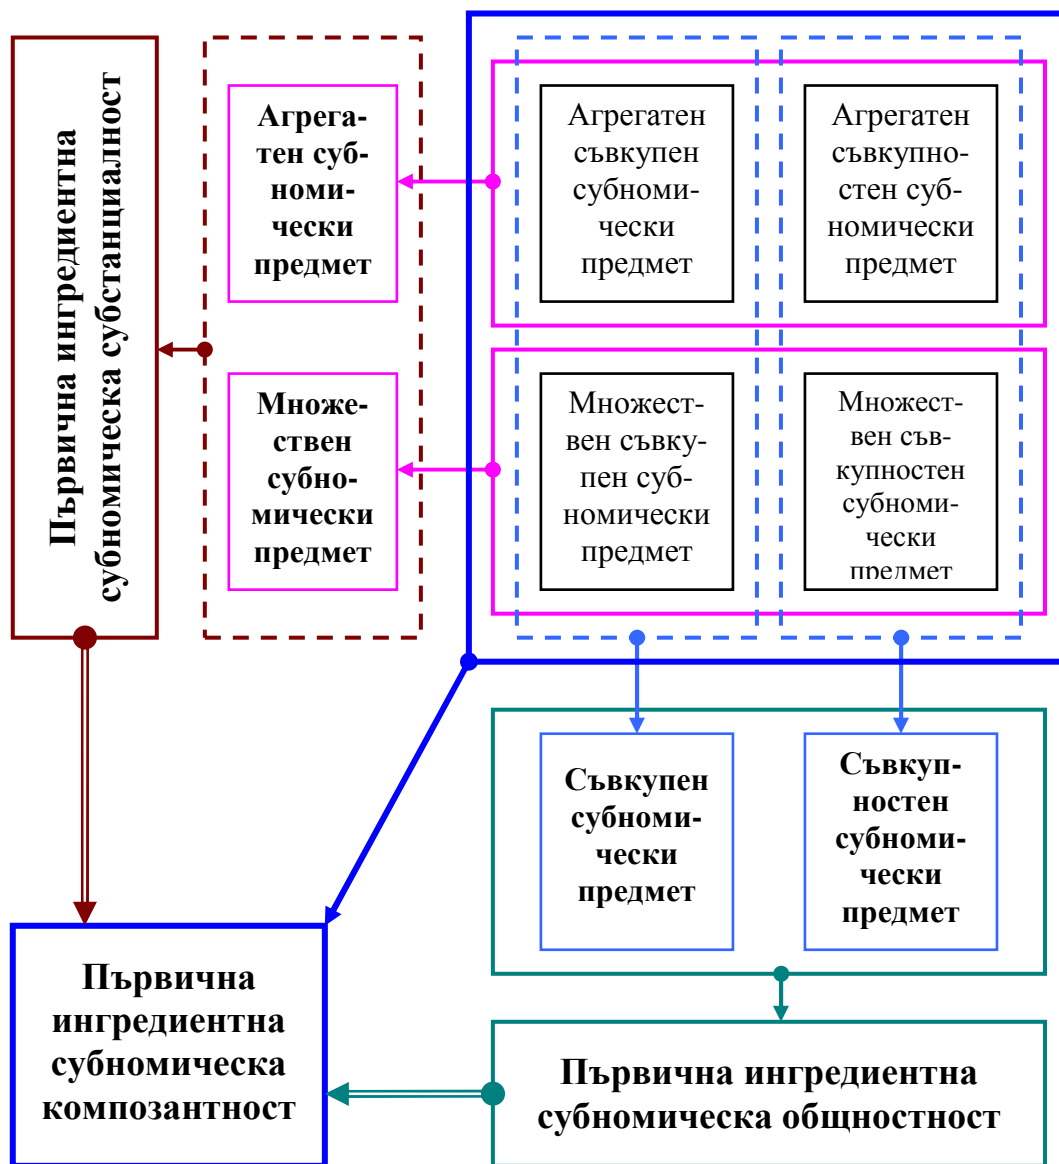 Първична ингредиентна
субномическа субстанциалност
Агрега-
тен суб-
номи-
чески
предмет
Агрегатен
съвкупен
субноми-
чески
предмет
Агрегатен
съвкупно-
стен суб-
номически
предмет
Множе-
ствен
субно-
мически
предмет
Множест-
вен съвку-
пен суб-
номически
предмет
Множест-
вен съв-
купностен
субноми-
чески
предмет
Съвкупен
субноми-
чески
предмет
Съвкуп-
ностен
субноми-
чески
предмет
Първична
ингредиентна
субномическа
композантност
Първична ингредиентна
субномическа общностност